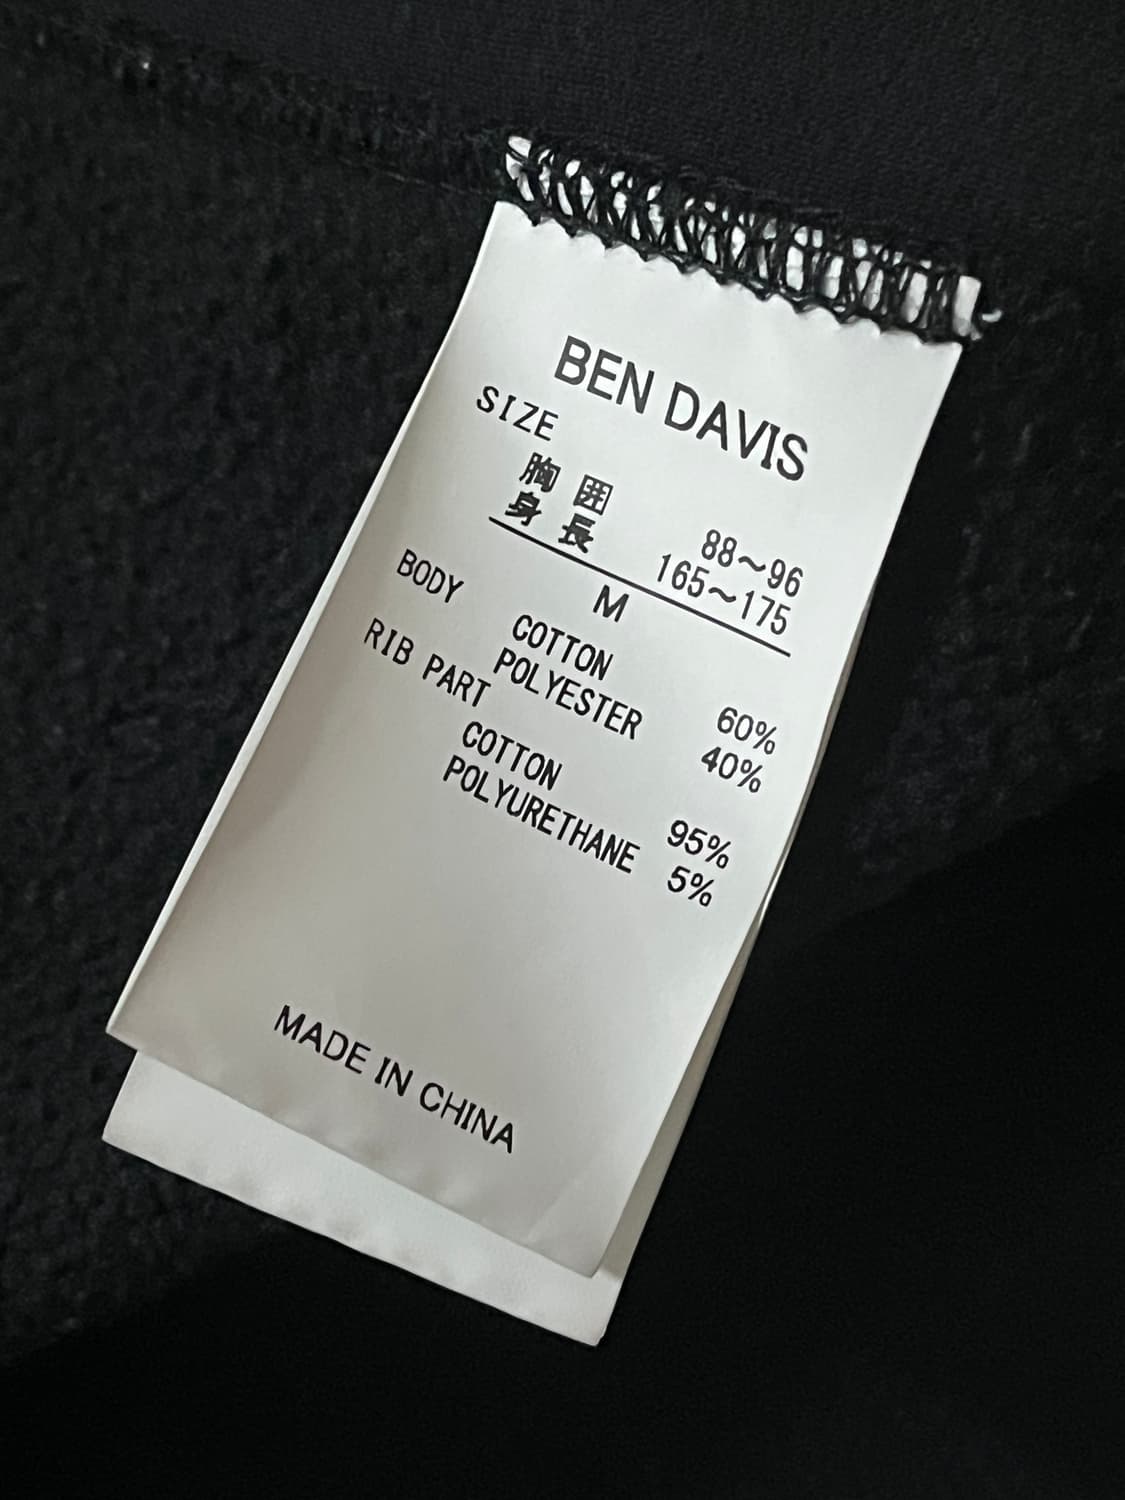 BEN DAVIS
SIZE
胸 囲 88〜96
身 長 165〜175
M
BODY
COTTON 60%
POLYESTER 40%
RIB PART
COTTON 95%
POLYURETHANE 5%
MADE IN CHINA